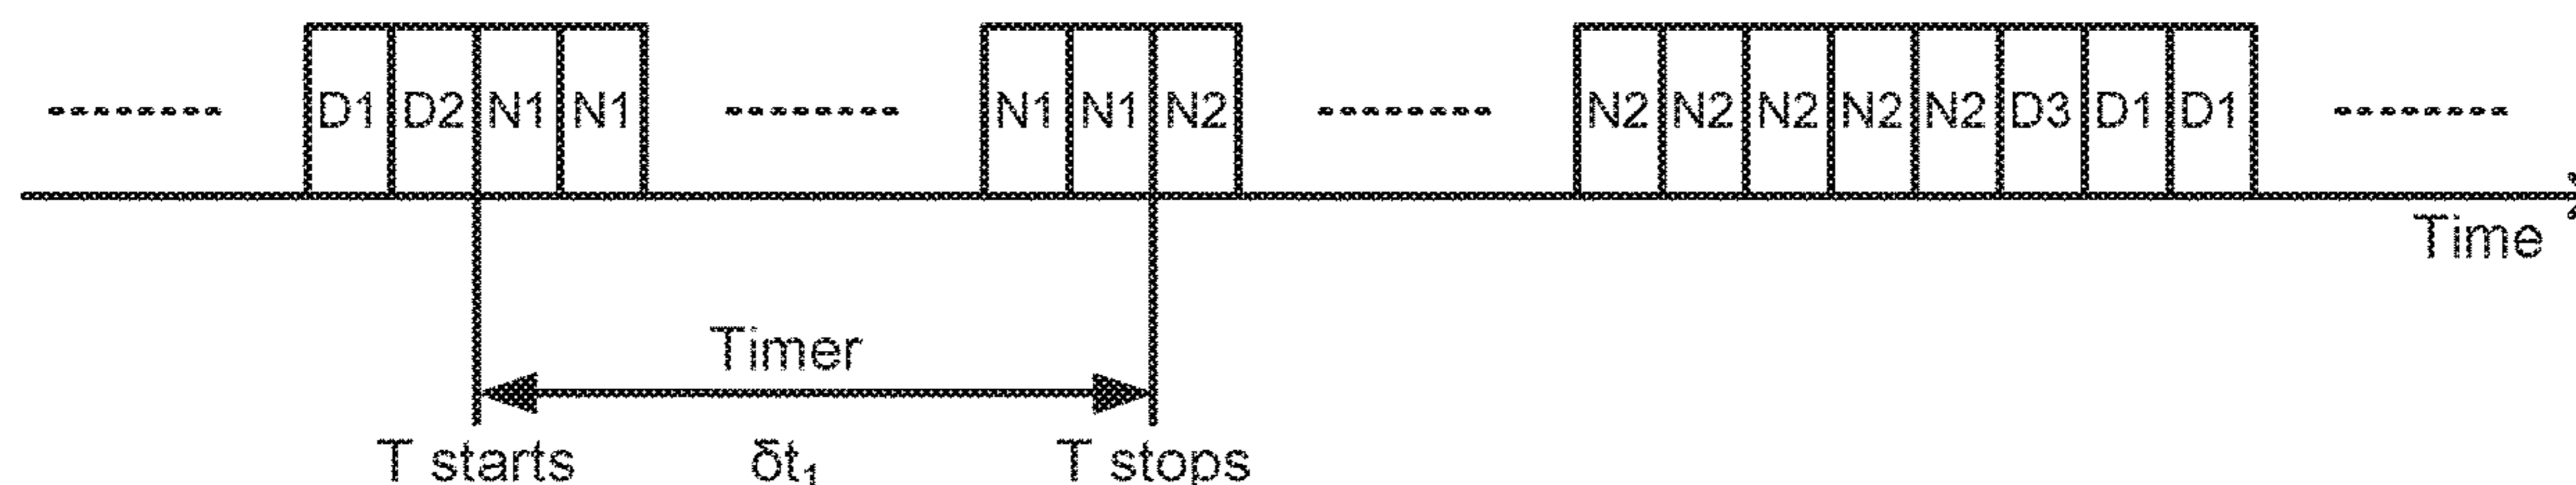 D1 D2 N1 N1 N1 N1 N2 N2 N2 N2 N2 N2 D3 D1 D1
Time
Timer
T starts δt₁ T stops